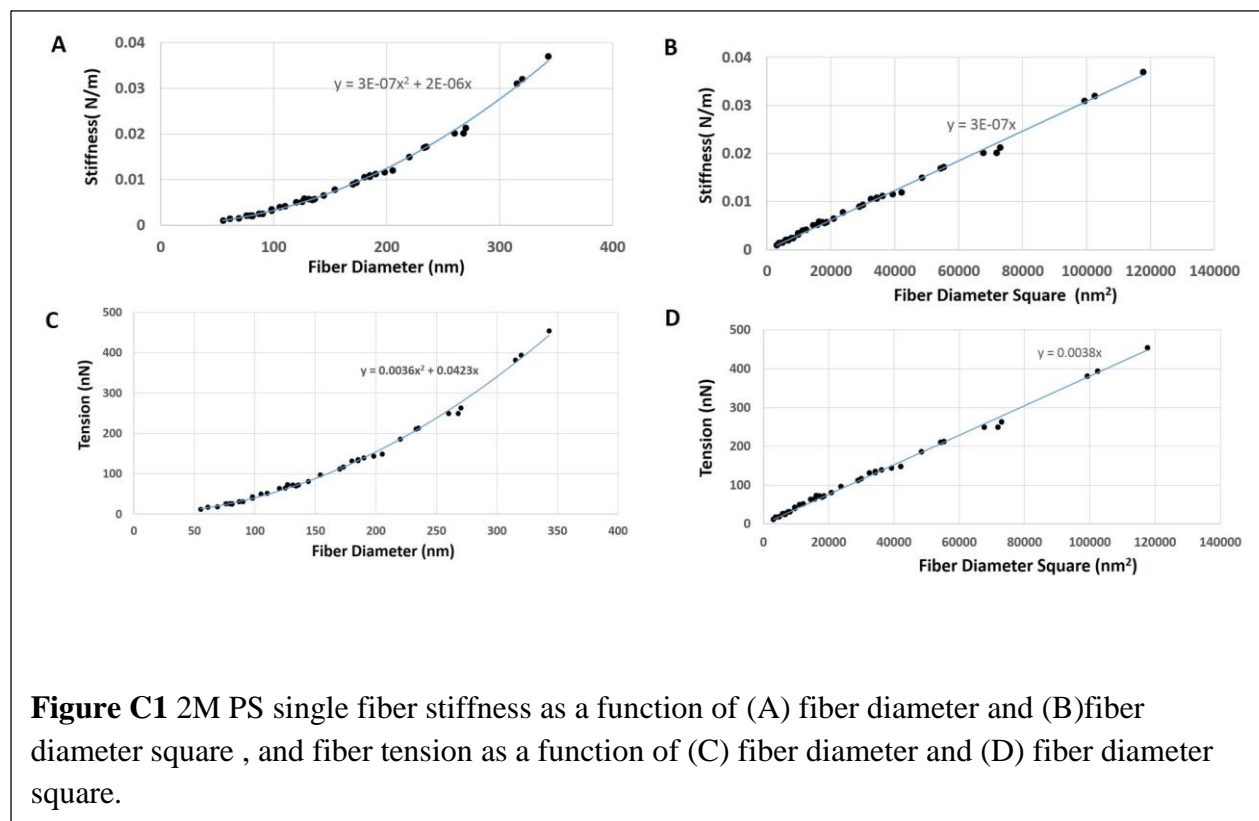 A
Stiffness( N/m)
0.04
0.03
0.02
0.01
0
y = 3E-07x² + 2E-06x
0 100 200 300 400
Fiber Diameter (nm)
B
Stiffness( N/m)
0.04
0.03
0.02
0.01
0
y = 3E-07x
0 20000 40000 60000 80000 100000 120000 140000
Fiber Diameter Square (nm²)
C
Tension (nN)
500
400
300
200
100
0
y = 0.0036x² + 0.0423x
0 50 100 150 200 250 300 350 400
Fiber Diameter (nm)
D
Tension (nN)
500
400
300
200
100
0
y = 0.0038x
0 20000 40000 60000 80000 100000 120000 140000
Fiber Diameter Square (nm²)
Figure C1 2M PS single fiber stiffness as a function of (A) fiber diameter and (B)fiber
diameter square , and fiber tension as a function of (C) fiber diameter and (D) fiber diameter
square.